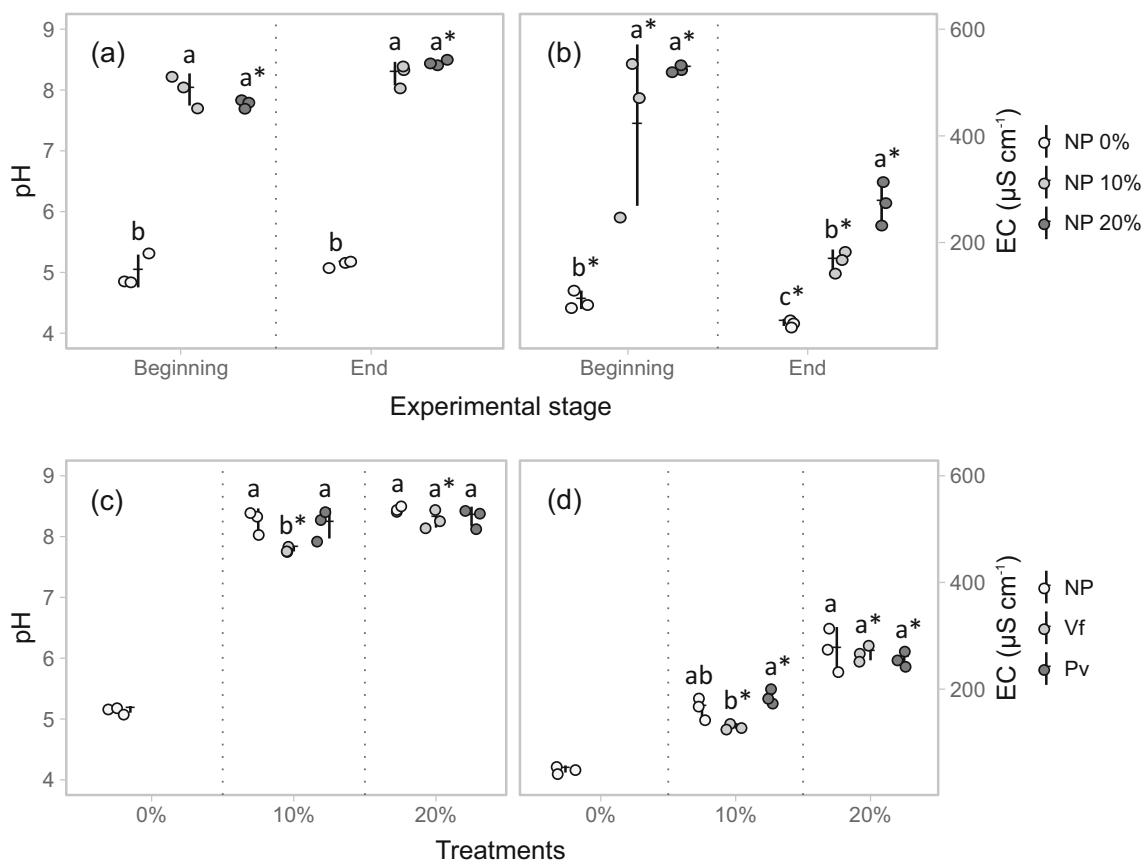 (a)
9
8
7
6
5
4
pH
b
a
a*
b
a
a*
Beginning
End
(b)
600
400
200
EC (µS cm⁻¹)
b*
a*
a*
c*
b*
a*
Beginning
End
NP 0%
NP 10%
NP 20%
Experimental stage
(c)
9
8
7
6
5
4
pH
a
b*
a
a
a*
a
0%
10%
20%
(d)
600
400
200
EC (µS cm⁻¹)
ab
b*
a*
a
a*
a*
0%
10%
20%
NP
Vf
Pv
Treatments